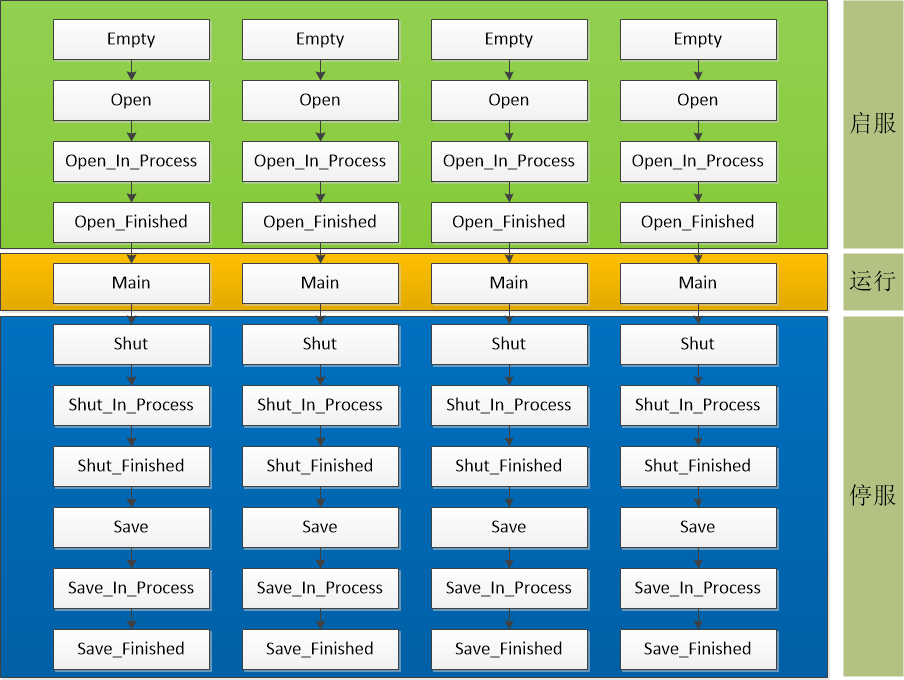 Empty Empty Empty Empty
Open Open Open Open
启服
Open_In_Process Open_In_Process Open_In_Process Open_In_Process
Open_Finished Open_Finished Open_Finished Open_Finished
Main Main Main Main
运行
Shut Shut Shut Shut
Shut_In_Process Shut_In_Process Shut_In_Process Shut_In_Process
Shut_Finished Shut_Finished Shut_Finished Shut_Finished
停服
Save Save Save Save
Save_In_Process Save_In_Process Save_In_Process Save_In_Process
Save_Finished Save_Finished Save_Finished Save_Finished